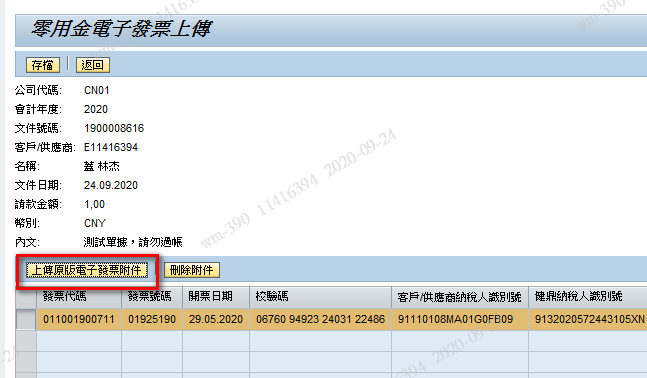 零用金電子發票上傳
存檔 返回
公司代碼: CN01
會計年度: 2020
文件號碼: 1900008616
客戶/供應商: E11416394
名稱: 蓋 林杰
文件日期: 24.09.2020
請款金額: 1,00
幣別: CNY
內文: 測試單據，請勿過帳
上傳原版電子發票附件 刪除附件
發票代碼 發票號碼 開票日期 校驗碼 客戶/供應商納稅人識別號 健鼎納稅人識別號
011001900711 01925190 29.05.2020 06760 94923 24031 22486 91110108MA01G0FB09 9132020572443105XN
wm-390 11416394 2020-09-24